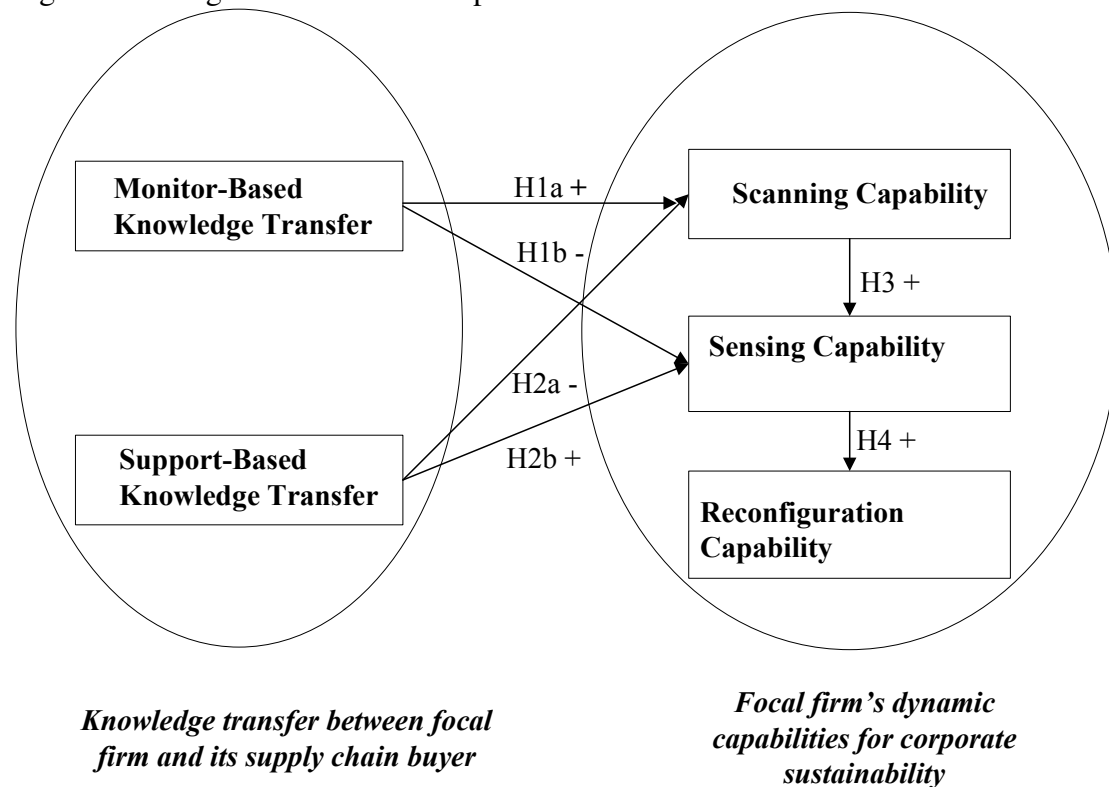 Monitor-Based
Knowledge Transfer
H1a +
Scanning Capability
H1b -
H3 +
Sensing Capability
H2a -
H2b +
H4 +
Support-Based
Knowledge Transfer
Reconfiguration
Capability
Knowledge transfer between focal
firm and its supply chain buyer
Focal firm’s dynamic
capabilities for corporate
sustainability